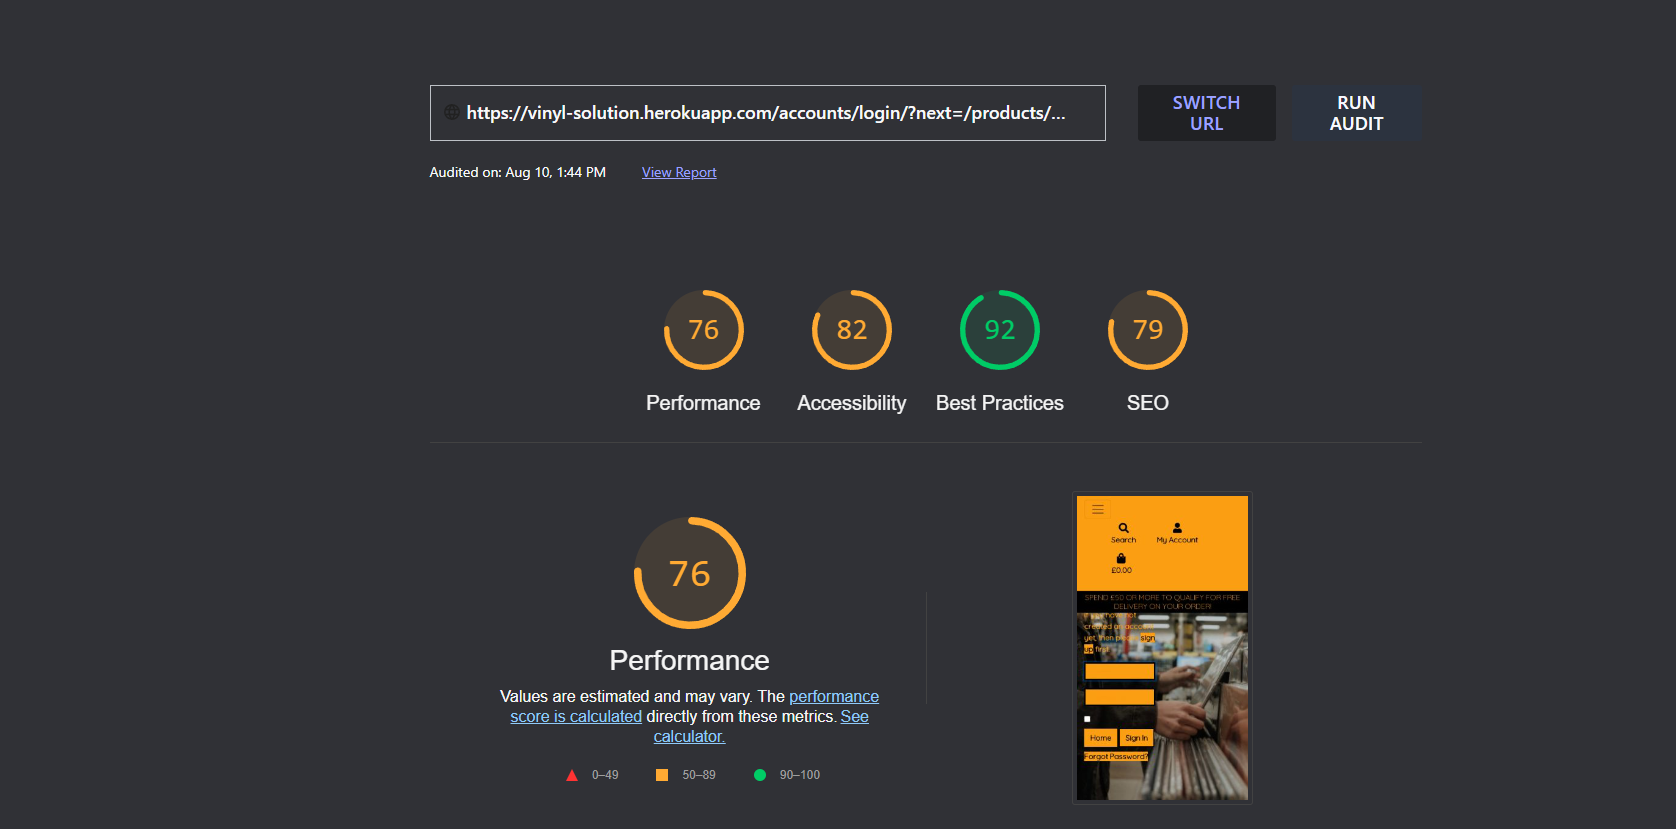 https://vinyl-solution.herokuapp.com/accounts/login/?next=/products/...
SWITCH
URL
RUN
AUDIT
Audited on: Aug 10, 1:44 PM
View Report
76
82
92
79
Performance
Accessibility
Best Practices
SEO
76
Performance
Values are estimated and may vary. The performance
score is calculated directly from these metrics. See
calculator.
0–49
50–89
90–100
Search
My Account
£0.00
SPEND £50 OR MORE TO QUALIFY FOR FREE
DELIVERY ON YOUR ORDER!
not
created an account
yet, then please sign
up first.
Home
Sign In
Forgot Password?